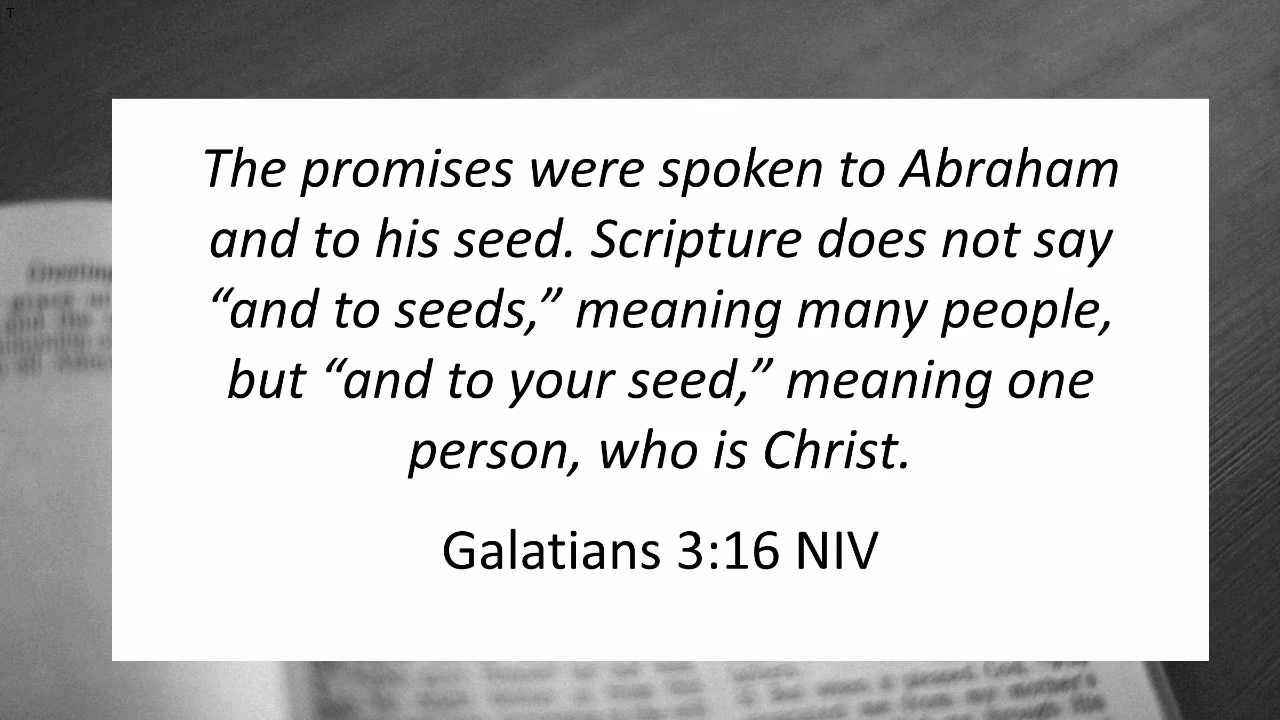 T
The promises were spoken to Abraham
and to his seed. Scripture does not say
“and to seeds,” meaning many people,
but “and to your seed,” meaning one
person, who is Christ.
Galatians 3:16 NIV
Greeting